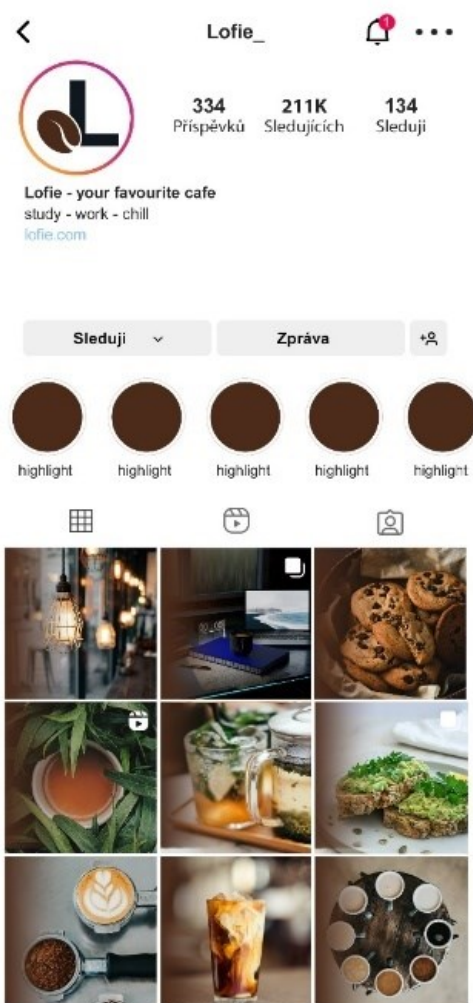 Lofie_
1
334 211K 134
Příspěvků Sledujících Sleduji
L
Lofie - your favourite cafe
study - work - chill
lofie.com
Sleduji Zpráva
highlight highlight highlight highlight highlight